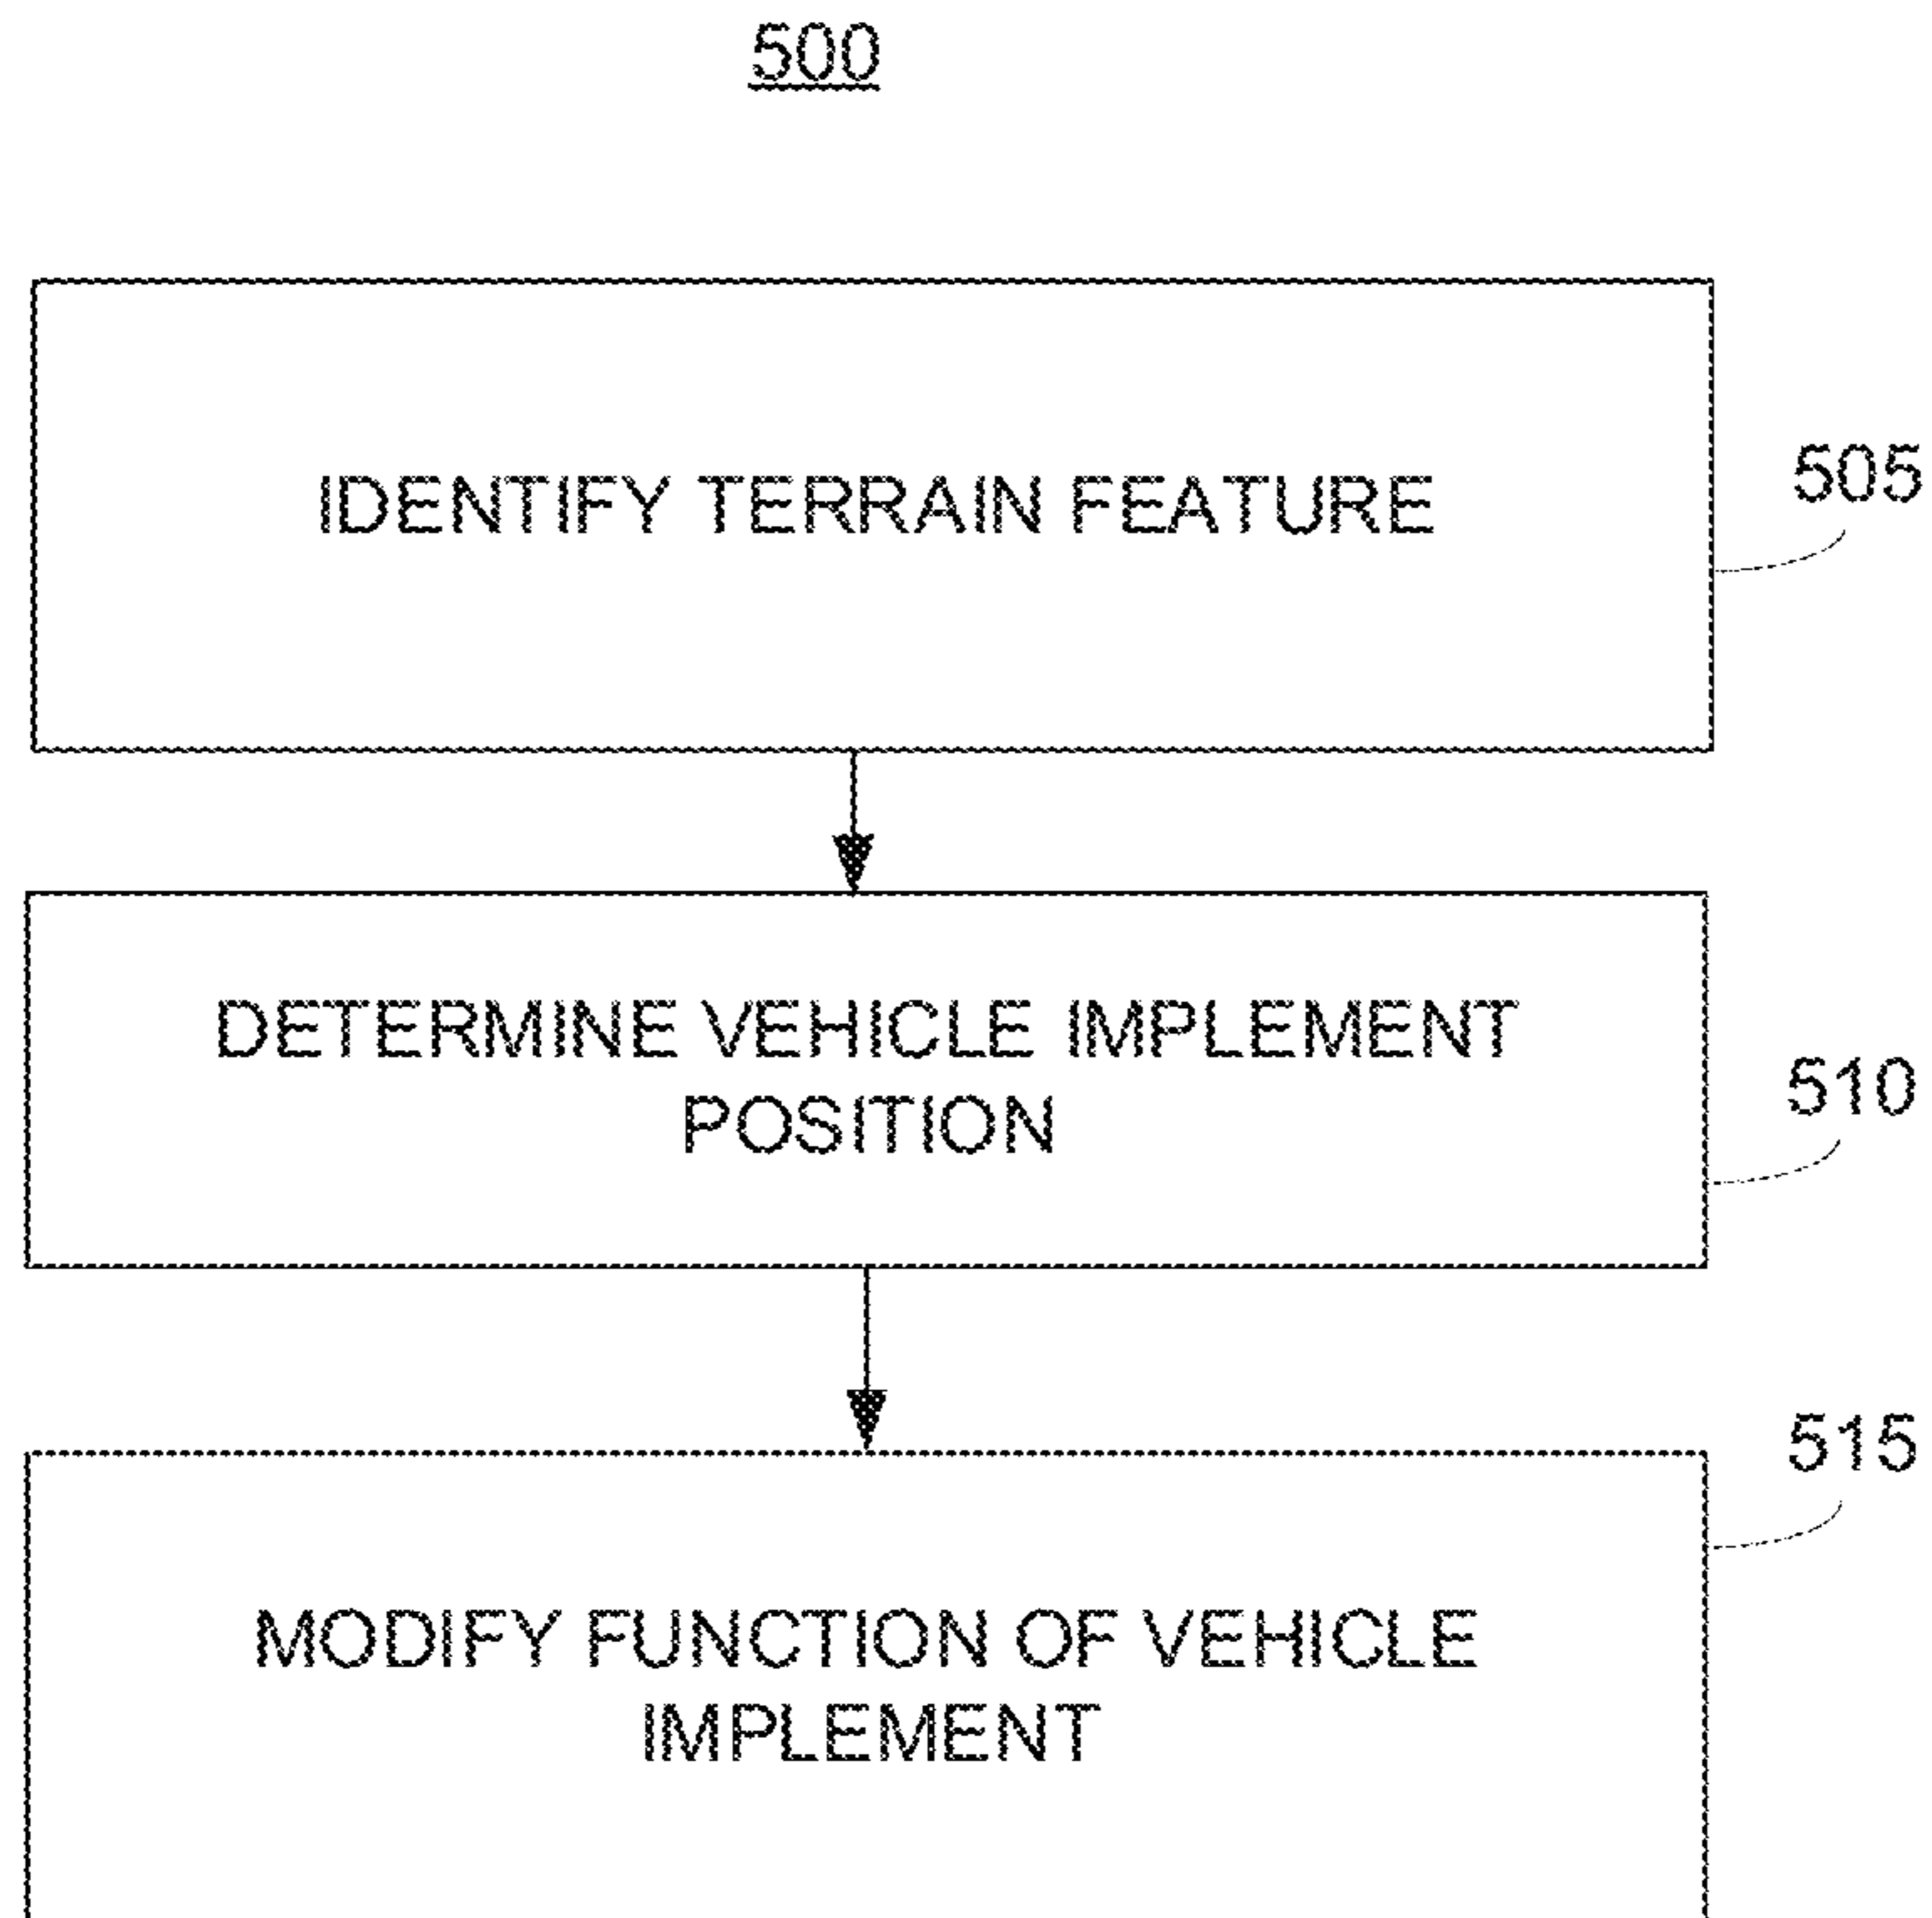 500
IDENTIFY TERRAIN FEATURE
505
DETERMINE VEHICLE IMPLEMENT
POSITION
510
515
MODIFY FUNCTION OF VEHICLE
IMPLEMENT